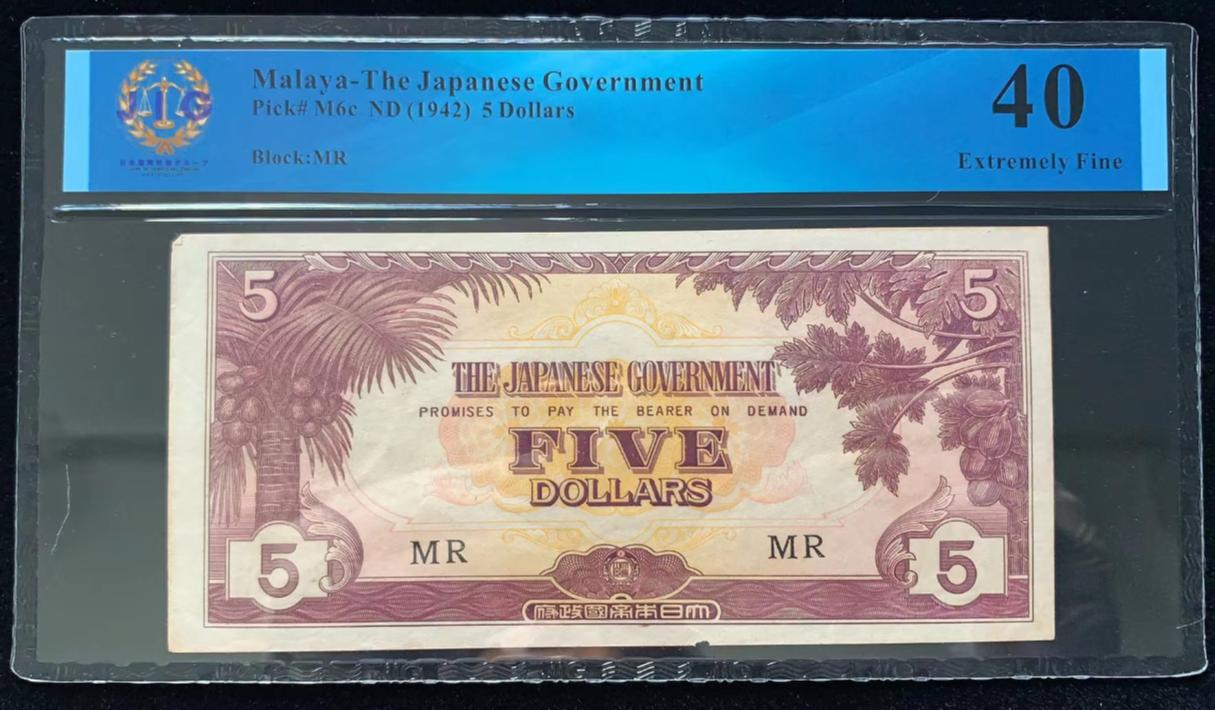 Malaya-The Japanese Government
Pick# M6c ND (1942) 5 Dollars
Block:MR
40
Extremely Fine
JIG
5
5
THE JAPANESE GOVERNMENT
PROMISES TO PAY THE BEARER ON DEMAND
FIVE
DOLLARS
MR
MR
5
5
府政國帝本日大